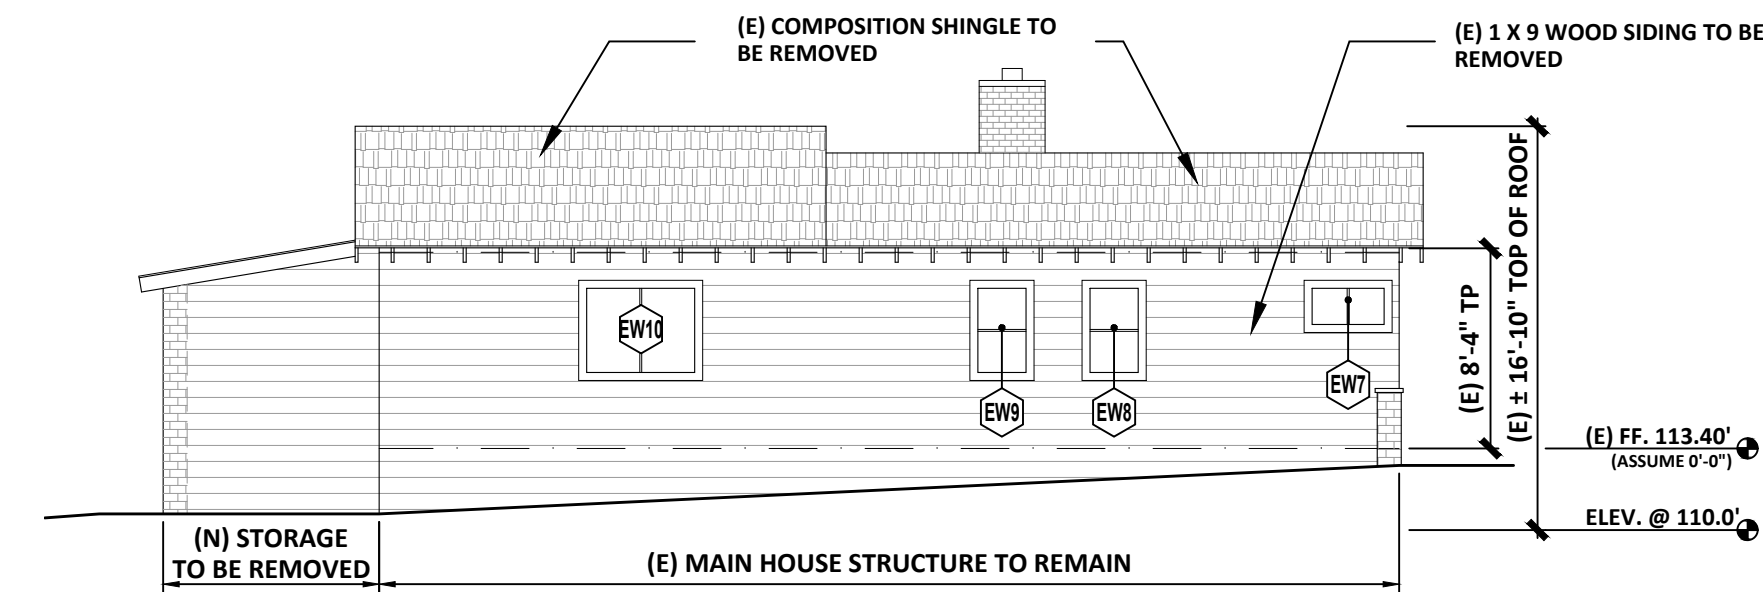 (E) COMPOSITION SHINGLE TO
BE REMOVED
(E) 1 X 9 WOOD SIDING TO BE
REMOVED
EW10
EW9
EW8
EW7
(E) 8'-4" TP
(E) ± 16'-10" TOP OF ROOF
(E) FF. 113.40'
(ASSUME 0'-0")
ELEV. @ 110.0'
(N) STORAGE
TO BE REMOVED
(E) MAIN HOUSE STRUCTURE TO REMAIN